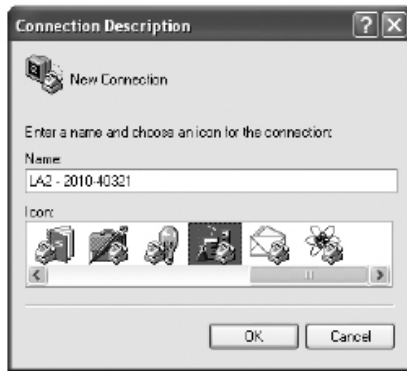 Connection Description
New Connection
Enter a name and choose an icon for the connection:
Name:
LA2 - 2010-40321
Icon:
OK Cancel